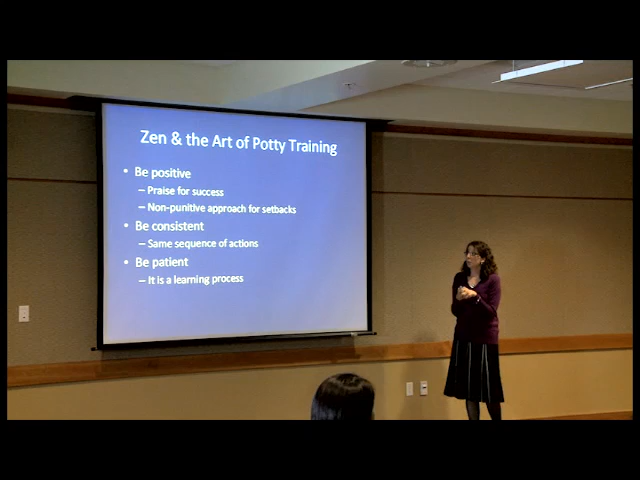 Zen & the Art of Potty Training
• Be positive
– Praise for success
– Non-punitive approach for setbacks
• Be consistent
– Same sequence of actions
• Be patient
– It is a learning process